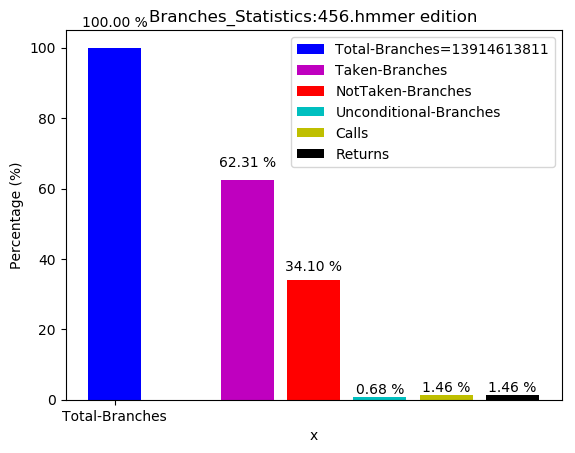 Branches_Statistics:456.hmmer edition
100.00 %
Total-Branches=13914613811
Taken-Branches
NotTaken-Branches
Unconditional-Branches
Calls
Returns
62.31 %
34.10 %
0.68 %
1.46 %
1.46 %
Percentage (%)
100
80
60
40
20
0
Total-Branches
x